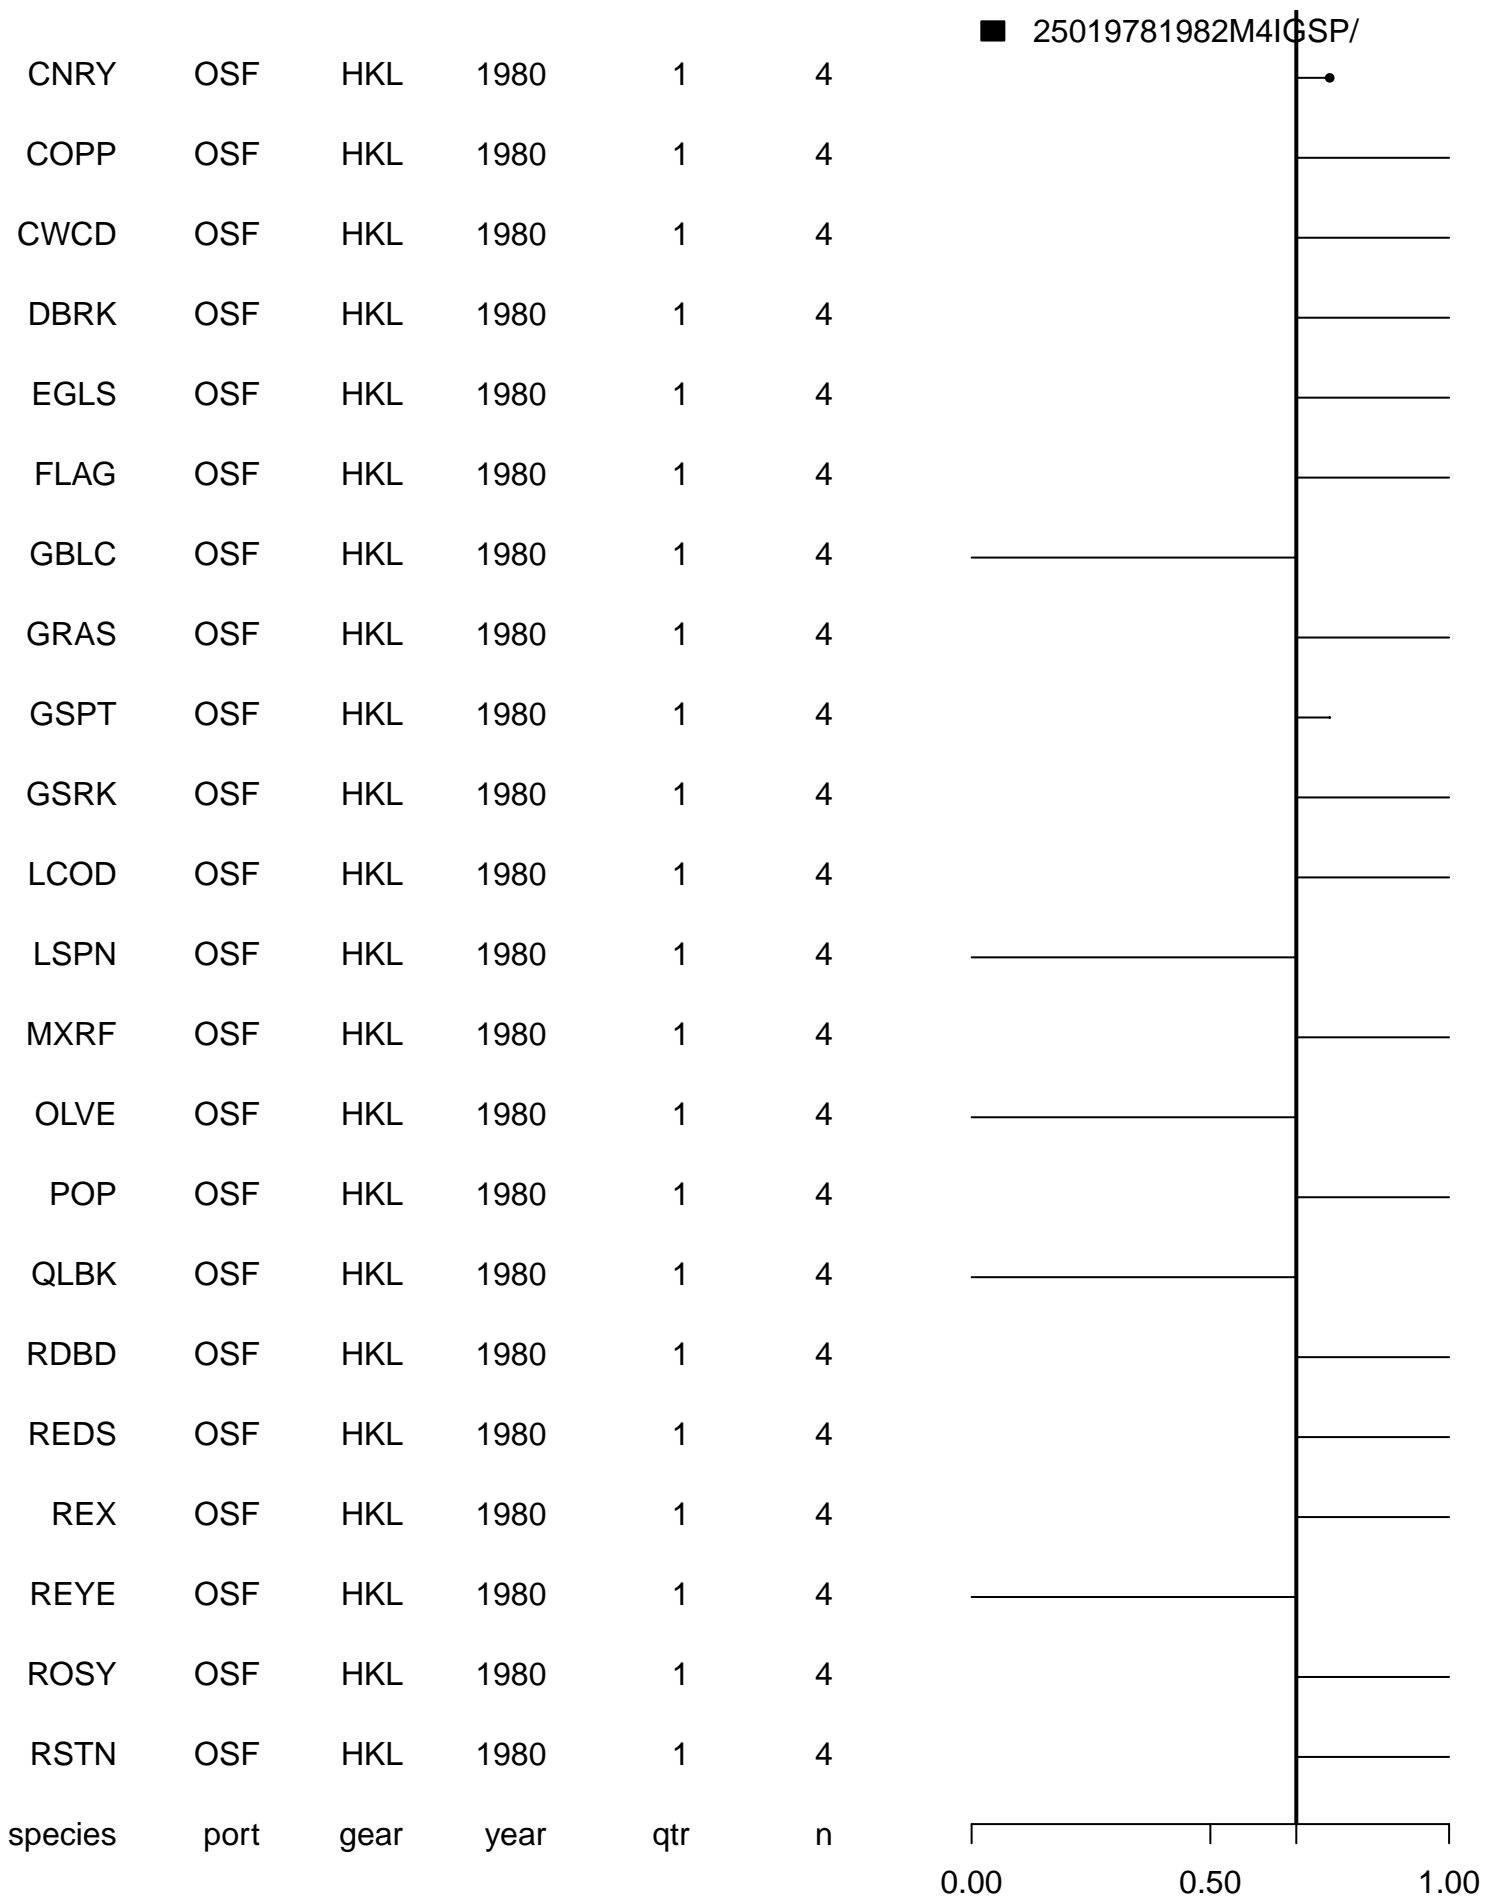 25019781982M4IGSP/
CNRY OSF HKL 1980 1 4
COPP OSF HKL 1980 1 4
CWCD OSF HKL 1980 1 4
DBRK OSF HKL 1980 1 4
EGLS OSF HKL 1980 1 4
FLAG OSF HKL 1980 1 4
GBLC OSF HKL 1980 1 4
GRAS OSF HKL 1980 1 4
GSPT OSF HKL 1980 1 4
GSRK OSF HKL 1980 1 4
LCOD OSF HKL 1980 1 4
LSPN OSF HKL 1980 1 4
MXRF OSF HKL 1980 1 4
OLVE OSF HKL 1980 1 4
POP OSF HKL 1980 1 4
QLBK OSF HKL 1980 1 4
RDBD OSF HKL 1980 1 4
REDS OSF HKL 1980 1 4
REX OSF HKL 1980 1 4
REYE OSF HKL 1980 1 4
ROSY OSF HKL 1980 1 4
RSTN OSF HKL 1980 1 4
species port gear year qtr n
0.00 0.50 1.00